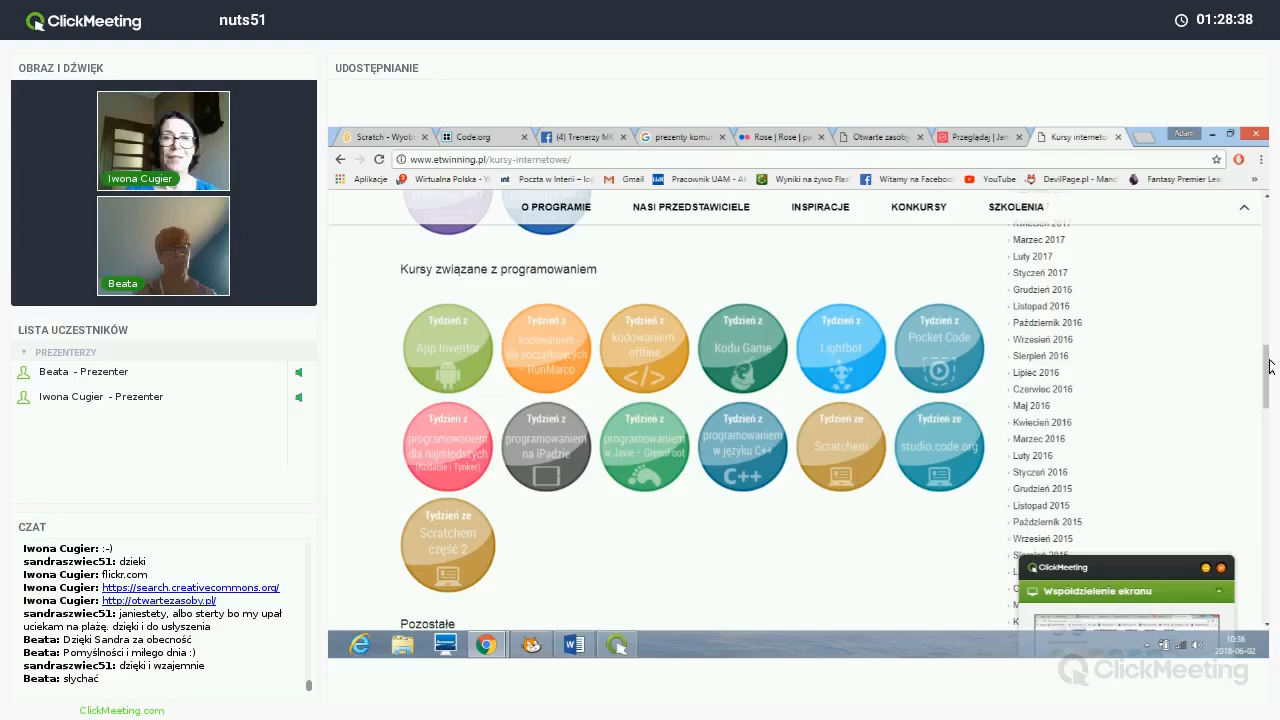 ClickMeeting
nuts51
01:28:38
OBRAZ I DŹWIĘK
Iwona Cugier
Beata
LISTA UCZESTNIKÓW
PREZENTERZY
Beata - Prezenter
Iwona Cugier - Prezenter
CZAT
Iwona Cugier: :-)
sandraszwiec51: dzieki
Iwona Cugier: flickr.com
Iwona Cugier: https://search.creativecommons.org/
Iwona Cugier: http://otwartezasoby.pl/
sandraszwiec51: janiestety, albo sterty bo my upał
uciekam na plażę. dzięki i do usłyszenia
Beata: Dzięki Sandra za obecność
Beata: Pomyślności i miłego dnia :)
sandraszwiec51: dzięki i wzajemnie
Beata: słychać
ClickMeeting.com
UDOSTĘPNIANIE
Scratch - Wyob
Code.org
(4) Trenerzy MI
prezenty komu
Rose | Rose | pa
Otwarte zasoby
Przeglądaj | Jan
Kursy interneto
Adam
www.etwinning.pl/kursy-internetowe/
Aplikacje
Wirtualna Polska - W
Poczta w Interii – log
Gmail
Pracownik UAM - A
Wyniki na żywo Flas
Witamy na Facebook
YouTube
DevilPage.pl - Manc
Fantasy Premier Lea
»
O PROGRAMIE
NASI PRZEDSTAWICIELE
INSPIRACJE
KONKURSY
SZKOLENIA
Kursy związane z programowaniem
Tydzień z
App Inventor
Tydzień z
kodowaniem
dla początkujących
– RunMarco
Tydzień z
kodowaniem
offline
</>
Tydzień z
Kodu Game
Tydzień z
Lightbot
Tydzień z
Pocket Code
Tydzień z
programowaniem
dla najmłodszych
(Kodable i Tynker)
Tydzień z
programowaniem
na iPadzie
Tydzień z
programowaniem
w Javie – GreenFoot
Tydzień z
programowaniem
w języku C++
C++
Tydzień ze
Scratchem
Tydzień ze
studio.code.org
Tydzień ze
Scratchem
część 2
Pozostałe
Kwiecień 2017
Marzec 2017
Luty 2017
Styczeń 2017
Grudzień 2016
Listopad 2016
Październik 2016
Wrzesień 2016
Sierpień 2016
Lipiec 2016
Czerwiec 2016
Maj 2016
Kwiecień 2016
Marzec 2016
Luty 2016
Styczeń 2016
Grudzień 2015
Listopad 2015
Październik 2015
Wrzesień 2015
ClickMeeting
Współdzielenie ekranu
10:36
2018-06-02
ClickMeeting